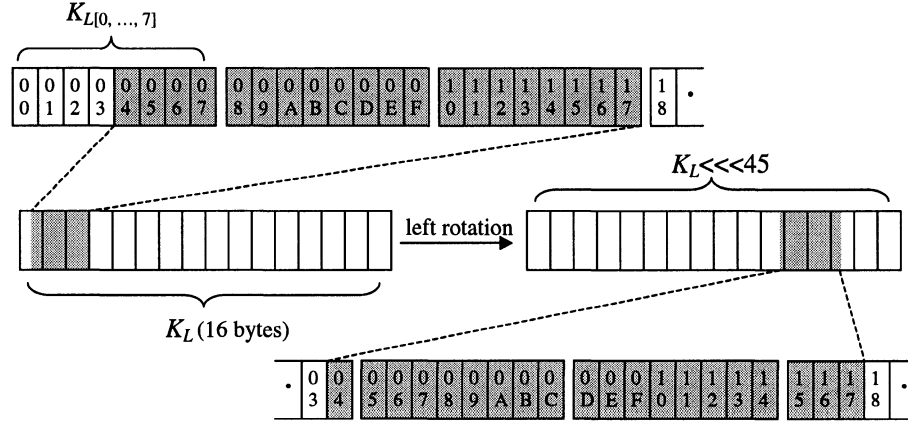 K_L[0, ..., 7]
0 0 0 0 0 0 0 0 0 0 0 0 0 0 0 0 1 1 1 1 1 1 1 1 1
0 1 2 3 4 5 6 7 8 9 A B C D E F 0 1 2 3 4 5 6 7 8 •
K_L<<<45
left rotation
K_L (16 bytes)
• 0 0 0 0 0 0 0 0 0 0 0 0 0 1 1 1 1 1 1 1 1 1 •
3 4 5 6 7 8 9 A B C D E F 0 1 2 3 4 5 6 7 8